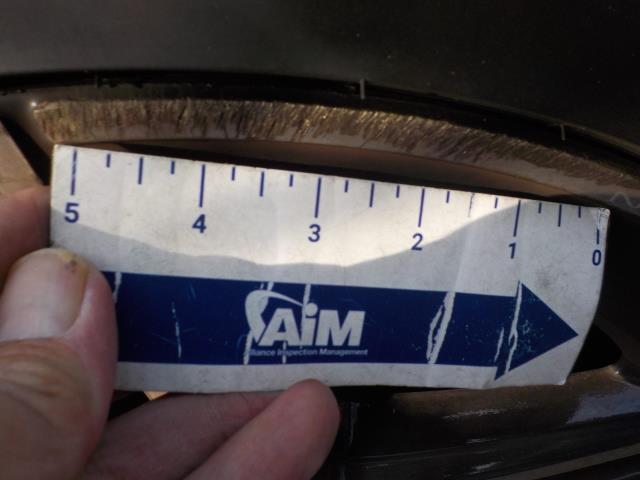 5 4 3 2 1 0
AiM
Alliance Inspection Management